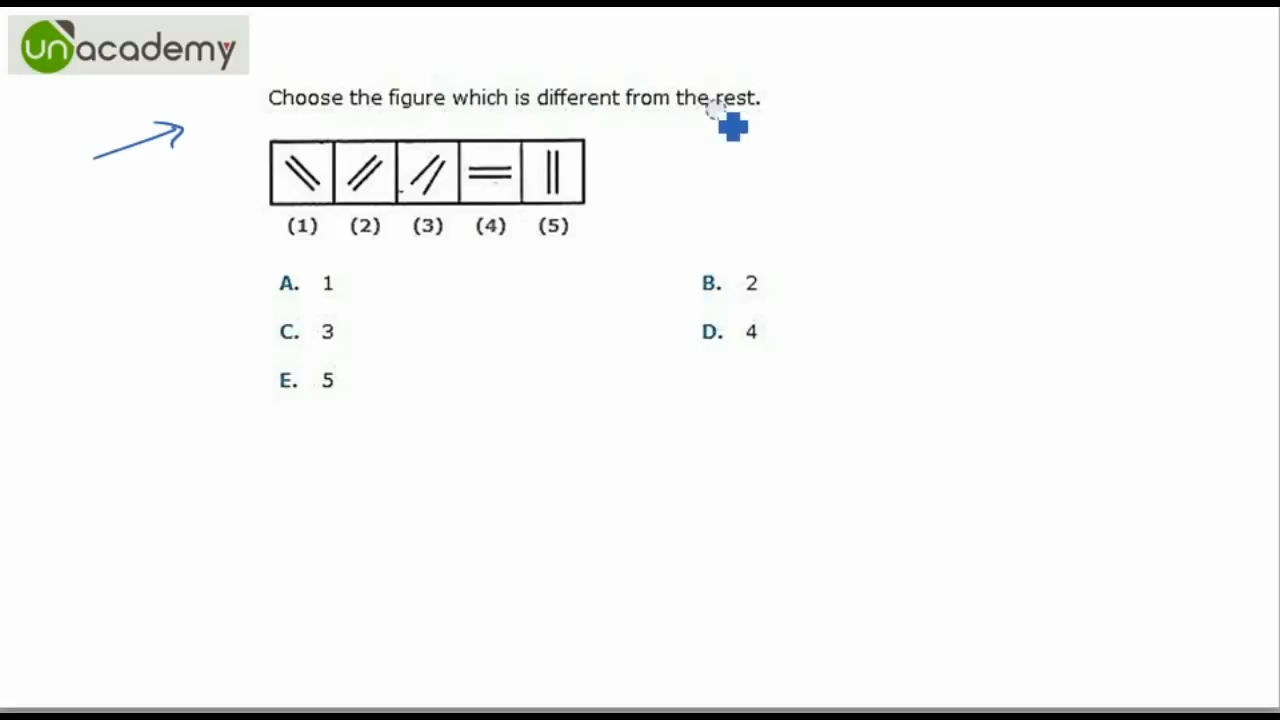 unacademy
Choose the figure which is different from the rest.
(1) (2) (3) (4) (5)
A. 1 B. 2
C. 3 D. 4
E. 5